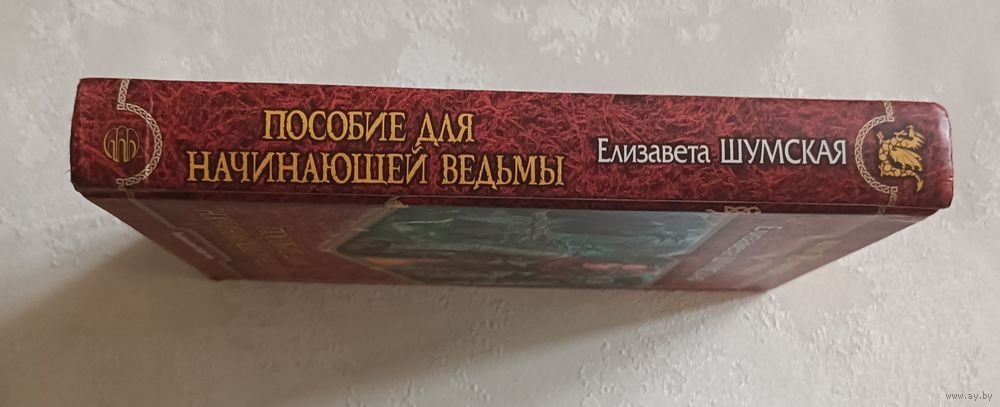 ПОСОБИЕ ДЛЯ
НАЧИНАЮЩЕЙ ВЕДЬМЫ
Елизавета ШУМСКАЯ
www.ay.by